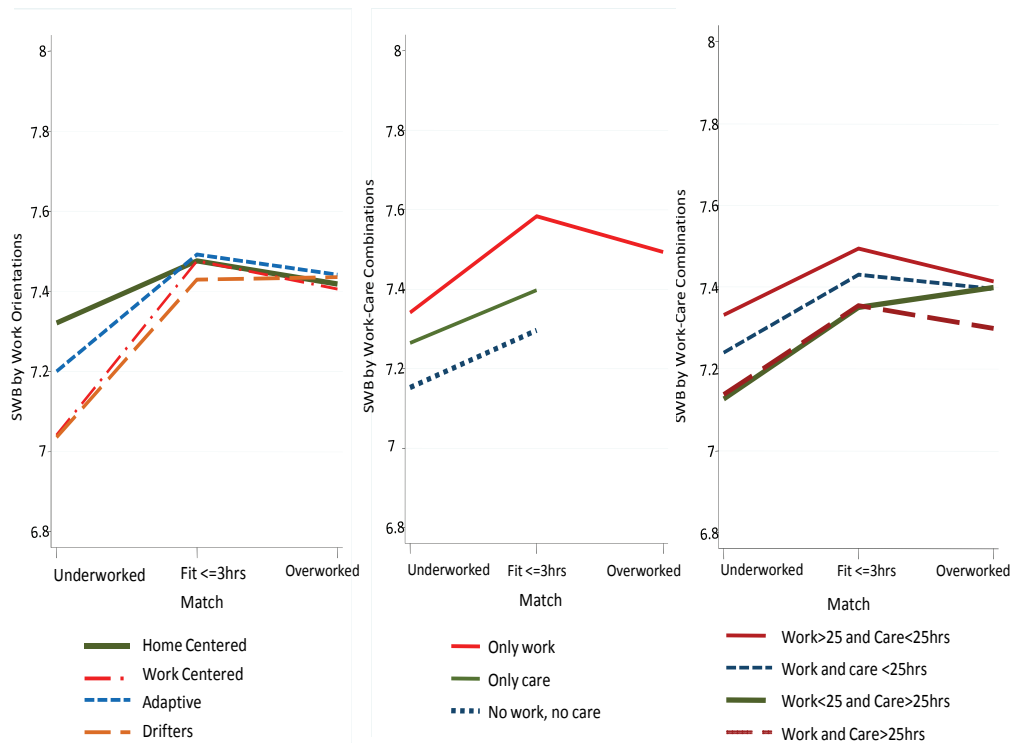 SWB by Work Orientations
8
7.8
7.6
7.4
7.2
7
6.8
Underworked
Fit <=3hrs
Overworked
Match
Home Centered
Work Centered
Adaptive
Drifters
SWB by Work-Care Combinations
8
7.8
7.6
7.4
7.2
7
6.8
Underworked
Fit <=3hrs
Overworked
Match
Only work
Only care
No work, no care
SWB by Work-Care Combinations
8
7.8
7.6
7.4
7.2
7
6.8
Underworked
Fit <=3hrs
Overworked
Match
Work>25 and Care<25hrs
Work and care <25hrs
Work<25 and Care>25hrs
Work and Care>25hrs